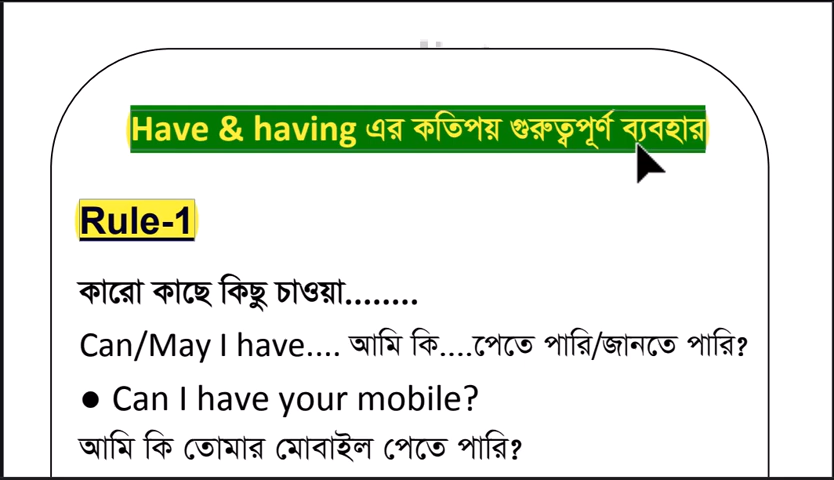 Have & having এর কতিপয় গুরুত্বপূর্ণ ব্যবহার
Rule-1
কারো কাছে কিছু চাওয়া........
Can/May I have.... আমি কি....পেতে পারি/জানতে পারি?
● Can I have your mobile?
আমি কি তোমার মোবাইল পেতে পারি?